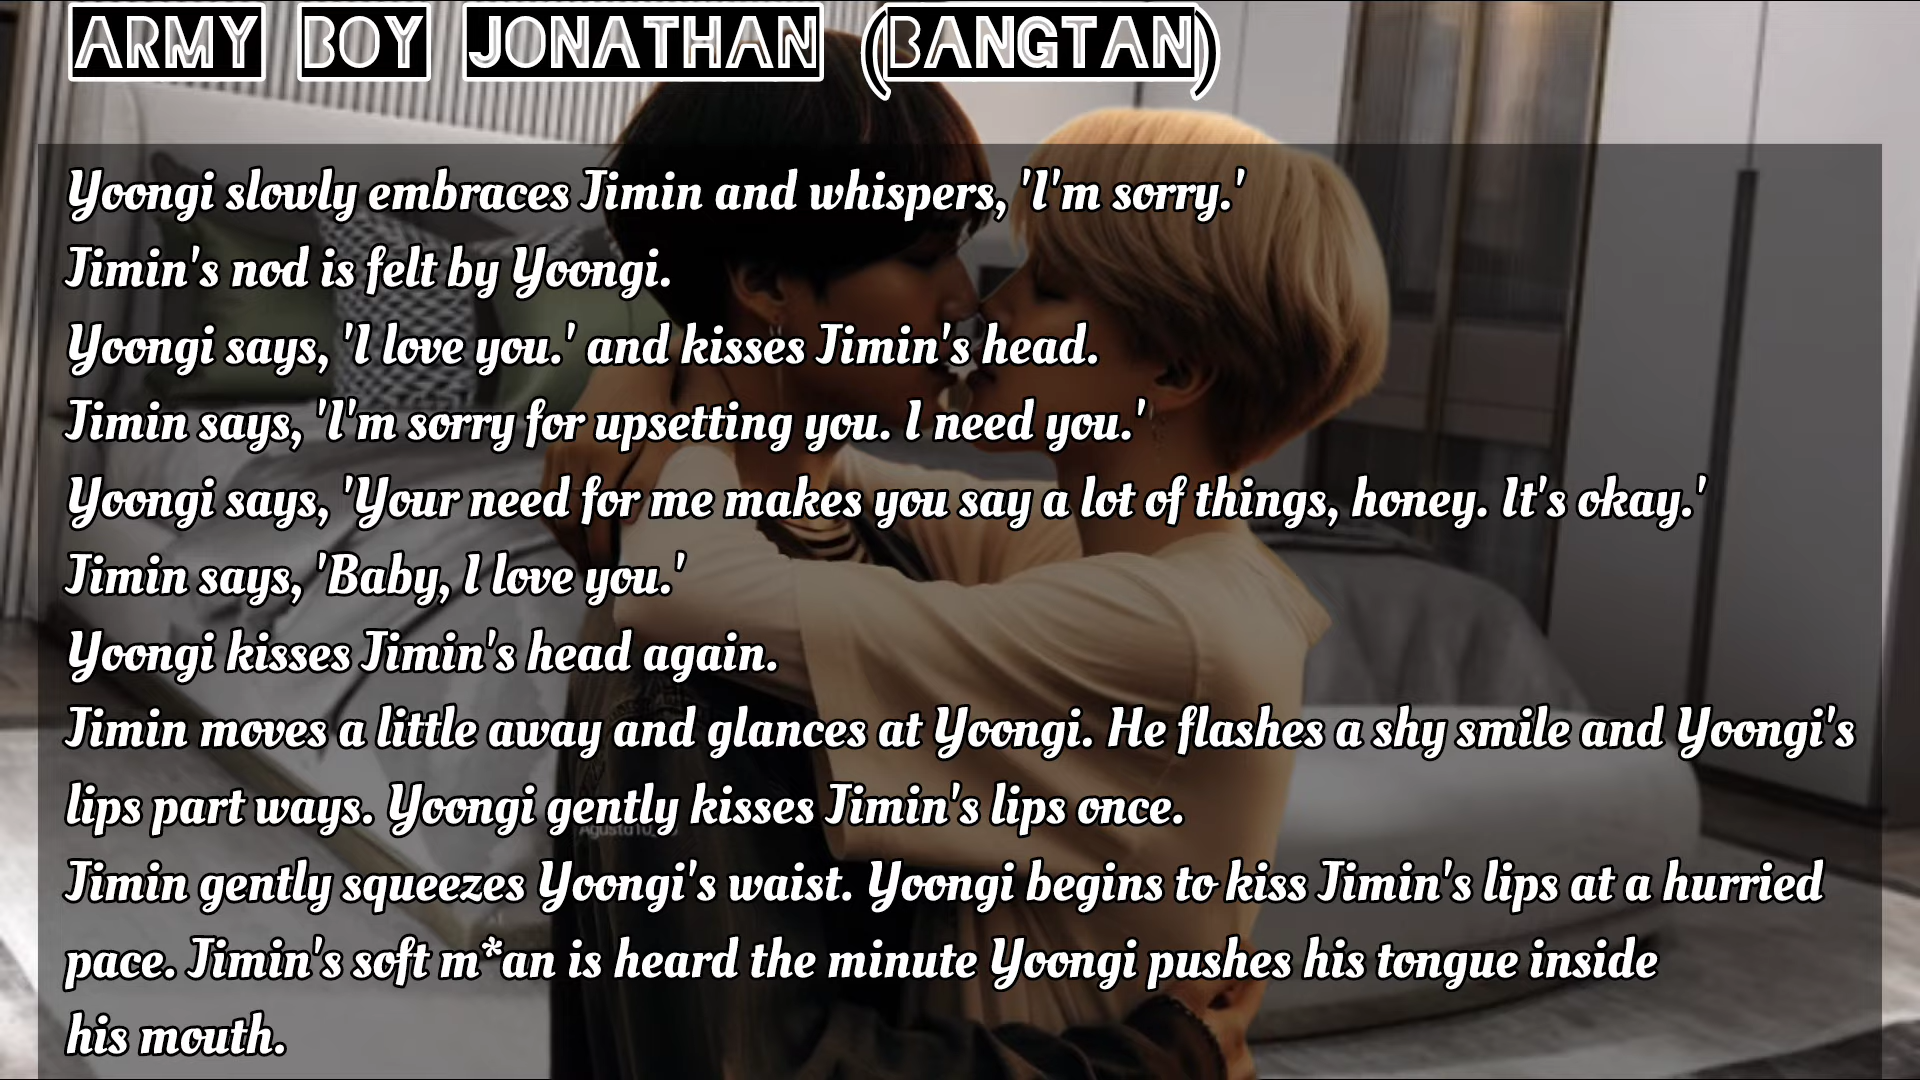 ARMY BOY JONATHAN (BANGTAN)
Yoongi slowly embraces Jimin and whispers, 'I'm sorry.'
Jimin's nod is felt by Yoongi.
Yoongi says, 'I love you.' and kisses Jimin's head.
Jimin says, 'I'm sorry for upsetting you. I need you.'
Yoongi says, 'Your need for me makes you say a lot of things, honey. It's okay.'
Jimin says, 'Baby, I love you.'
Yoongi kisses Jimin's head again.
Jimin moves a little away and glances at Yoongi. He flashes a shy smile and Yoongi's
lips part ways. Yoongi gently kisses Jimin's lips once.
Jimin gently squeezes Yoongi's waist. Yoongi begins to kiss Jimin's lips at a hurried
pace. Jimin's soft m*an is heard the minute Yoongi pushes his tongue inside
his mouth.